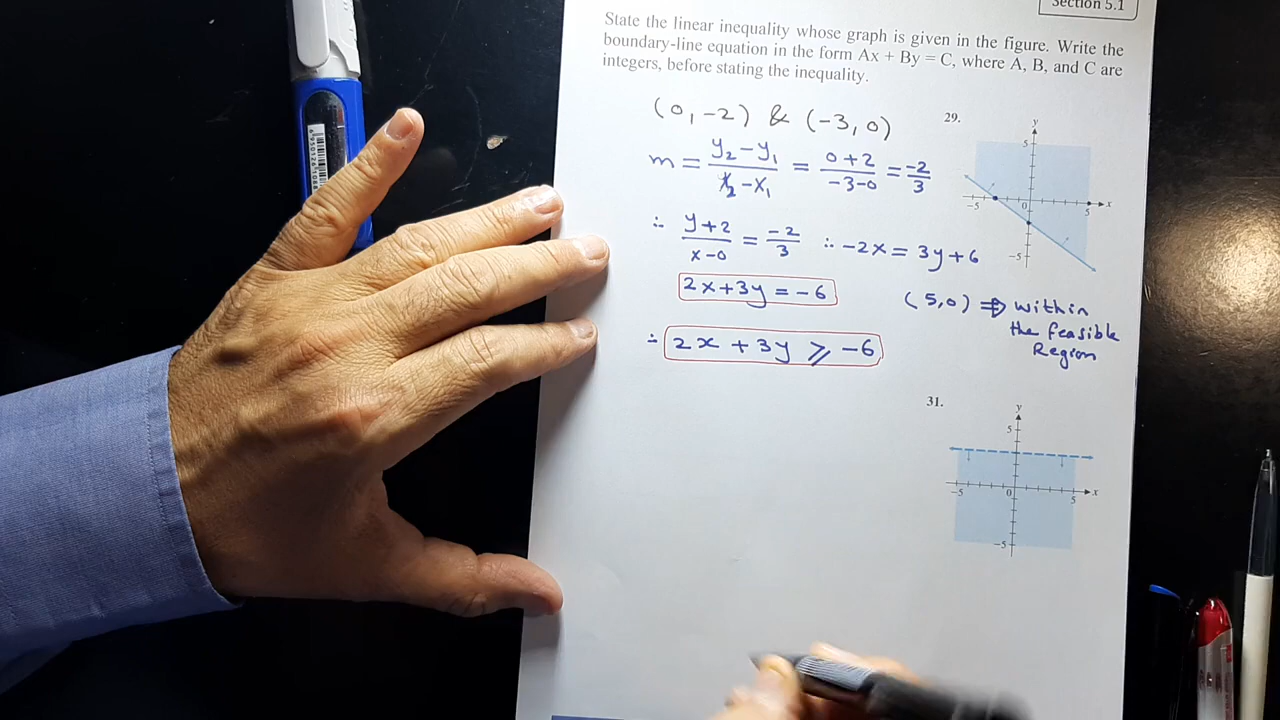 Section 5.1
State the linear inequality whose graph is given in the figure. Write the
boundary-line equation in the form Ax + By = C, where A, B, and C are
integers, before stating the inequality.
(0, -2) & (-3, 0)
m = y₂ - y₁ / x₂ - x₁ = 0 + 2 / -3 - 0 = -2 / 3
∴ y+2 / x-0 = -2 / 3 ∴ -2x = 3y + 6
2x + 3y = -6
∴ 2x + 3y ⩾ -6
29.
y
5
-5 0 5 x
-5
(5,0) ⇒ within
the feasible
Region
31.
y
5
-5 0 5 x
-5